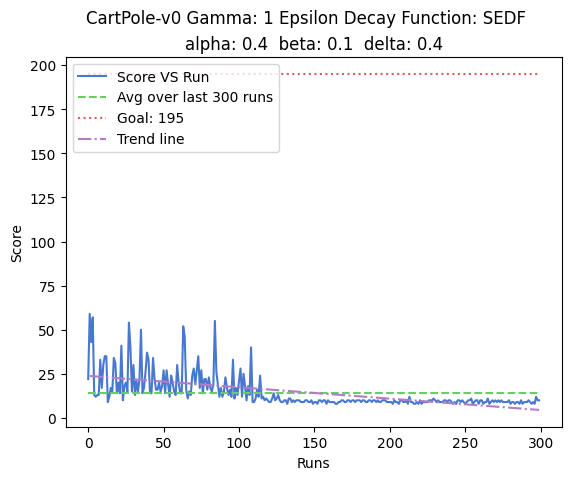 CartPole-v0 Gamma: 1 Epsilon Decay Function: SEDF
alpha: 0.4 beta: 0.1 delta: 0.4
Score VS Run
Avg over last 300 runs
Goal: 195
Trend line
200
175
150
125
100
75
50
25
0
Score
0 50 100 150 200 250 300
Runs